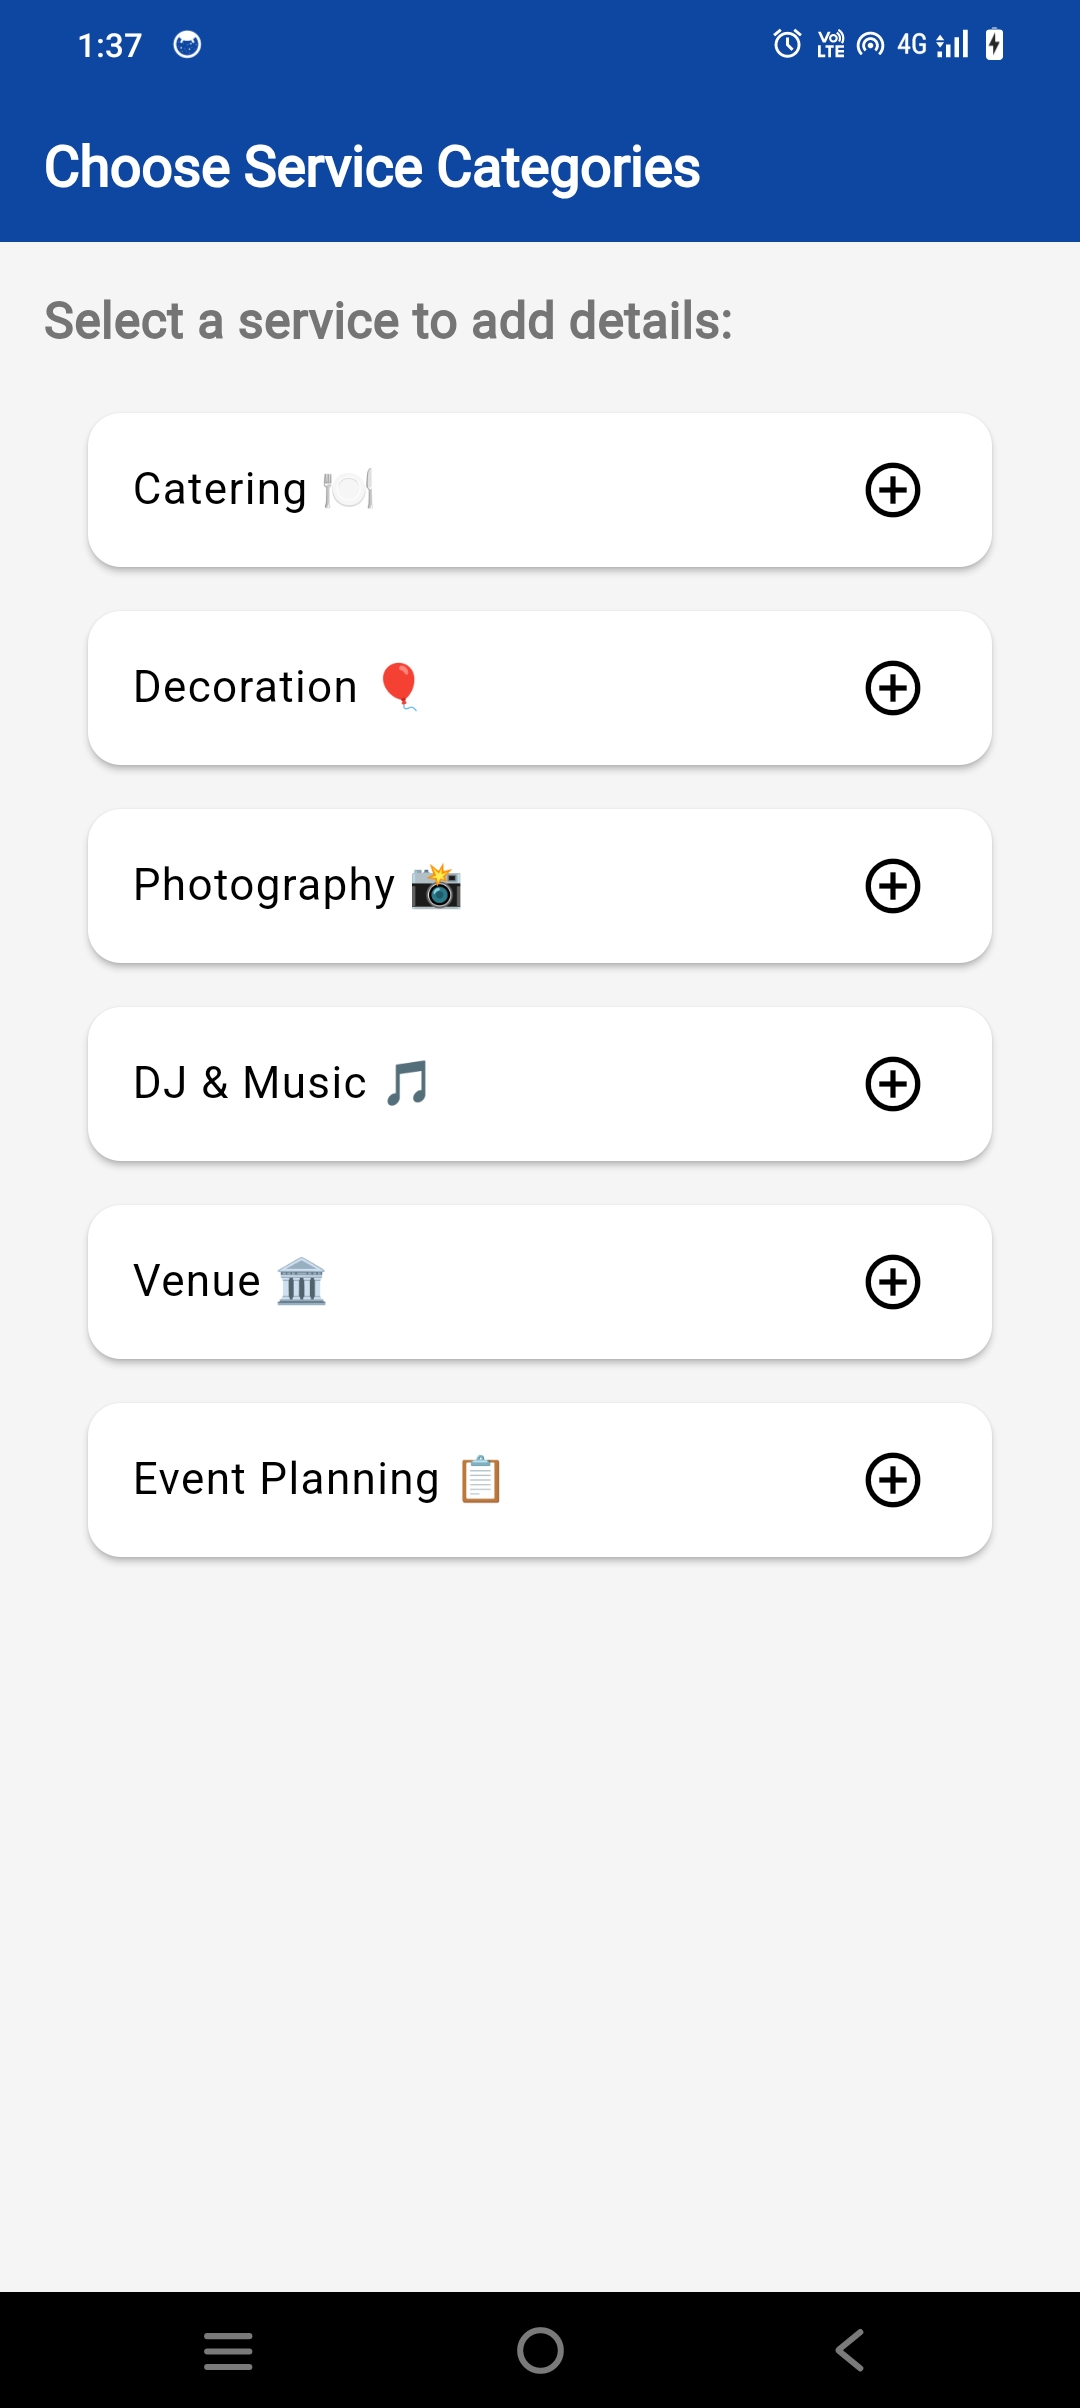 1:37 Vo) LTE 4G
Choose Service Categories
Select a service to add details:
Catering 🍽️
Decoration 🎈
Photography 📸
DJ & Music 🎵
Venue 🏛️
Event Planning 📋